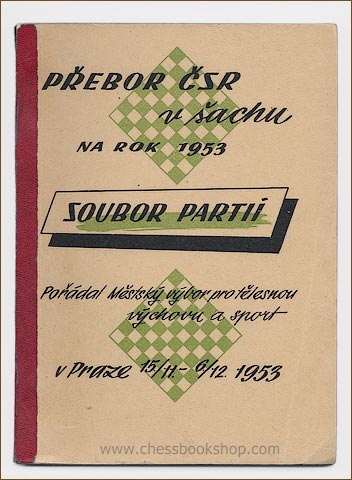 PŘEBOR ČSR
v šachu
NA ROK 1953
SOUBOR PARTIÍ
Pořádal Městský výbor pro tělesnou
výchovu a sport
v Praze 15/11.-6/12. 1953
www.chessbookshop.com